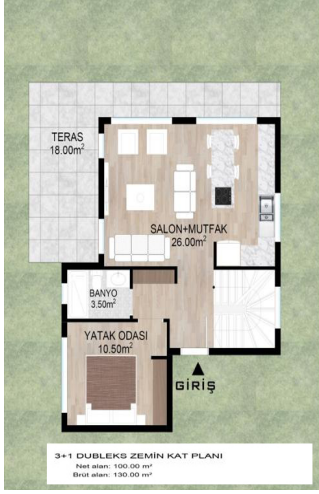 TERAS
18.00m²
SALON+MUTFAK
26.00m²
BANYO
3.50m²
YATAK ODASI
10.50m²
GİRİŞ
3+1 DUBLEKS ZEMİN KAT PLANI
Net alan: 100.00 m²
Brüt alan: 130.00 m²